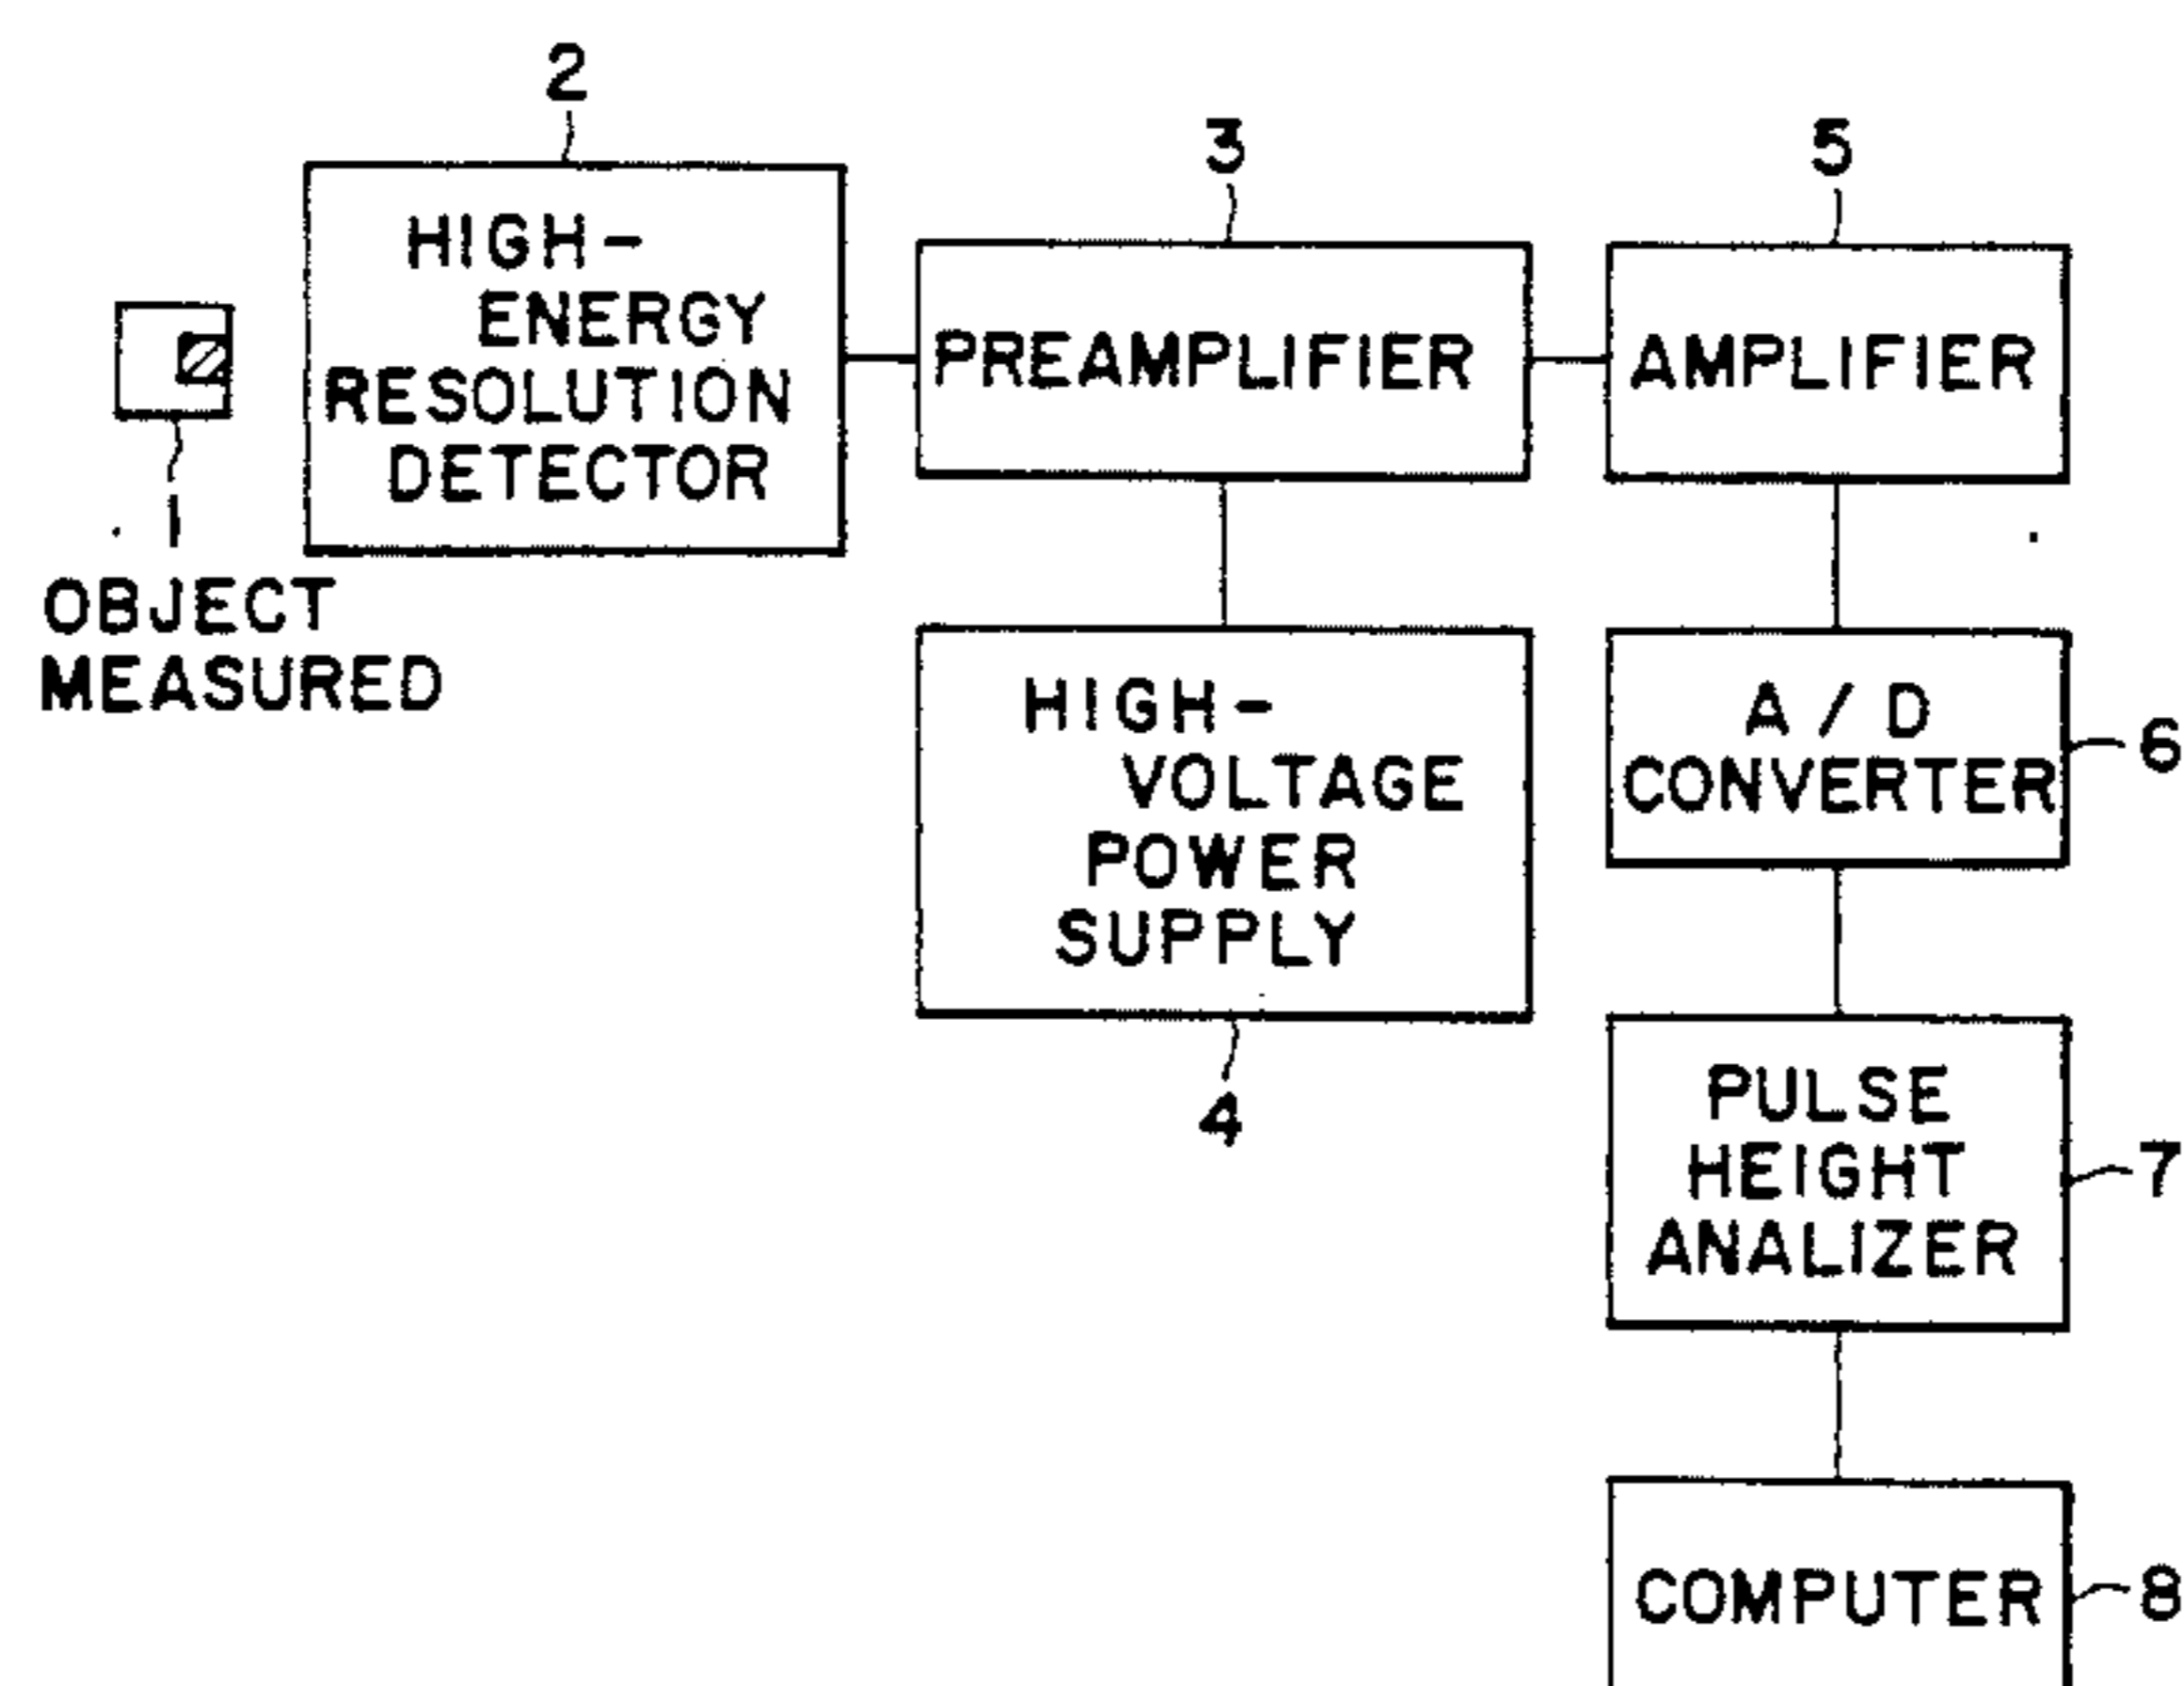 2
HIGH-
ENERGY
RESOLUTION
DETECTOR
1
OBJECT
MEASURED
3
PREAMPLIFIER
HIGH-
VOLTAGE
POWER
SUPPLY
4
5
AMPLIFIER
A/D
CONVERTER
6
PULSE
HEIGHT
ANALIZER
7
COMPUTER
8